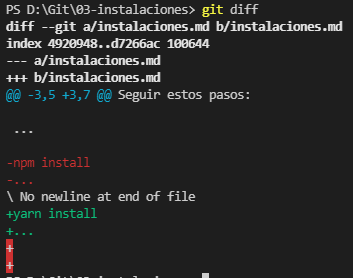 PS D:\Git\03-instalaciones> git diff
diff --git a/instalaciones.md b/instalaciones.md
index 4920948..d7266ac 100644
--- a/instalaciones.md
+++ b/instalaciones.md
@@ -3,5 +3,7 @@ Seguir estos pasos:
...
-npm install
-...
\ No newline at end of file
+yarn install
+...
+
+